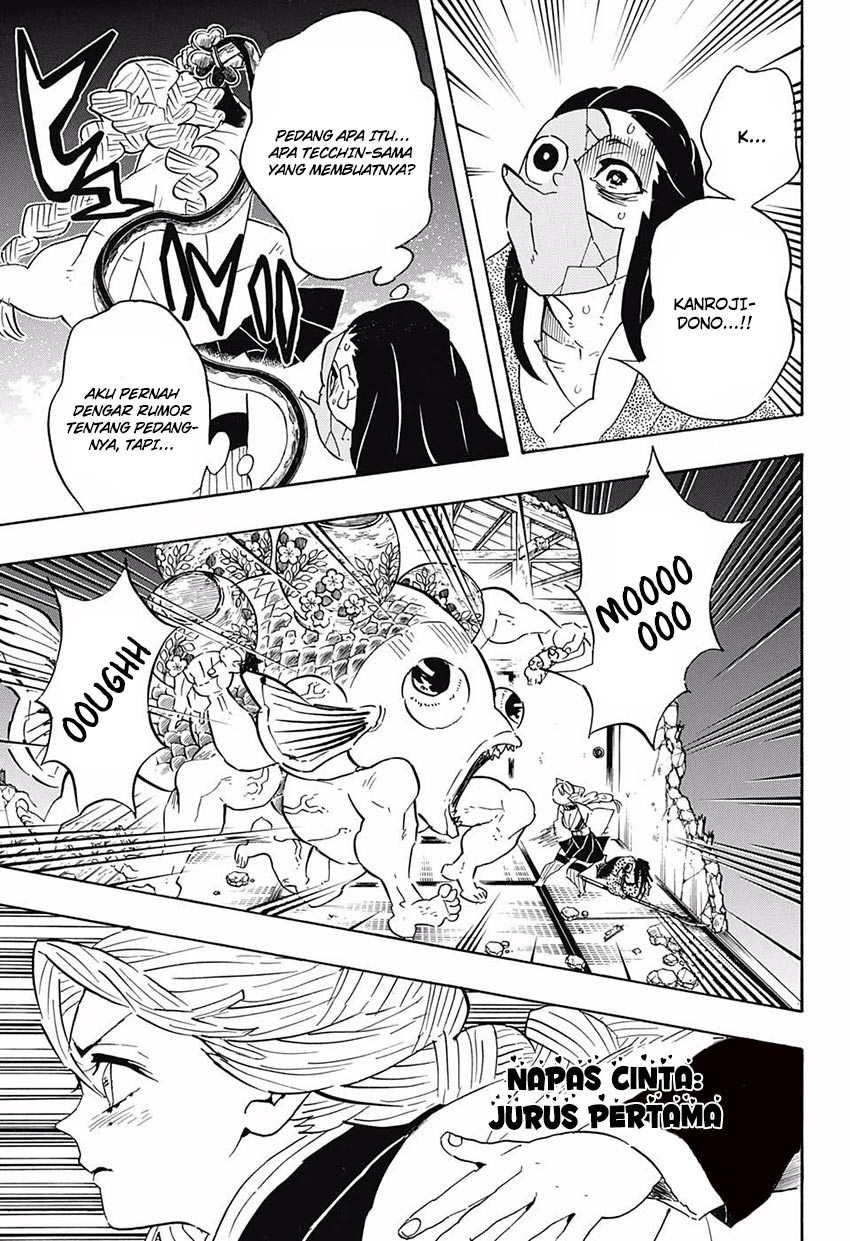 K...
KANROJI-
DONO...!!
PEDANG APA ITU...
APA TECCHIN-SAMA
YANG MEMBUATNYA?
AKU PERNAH
DENGAR RUMOR
TENTANG PEDANG-
NYA, TAPI...
MOOOO
OOO
OOUGHH
NAPAS CINTA:
JURUS PERTAMA